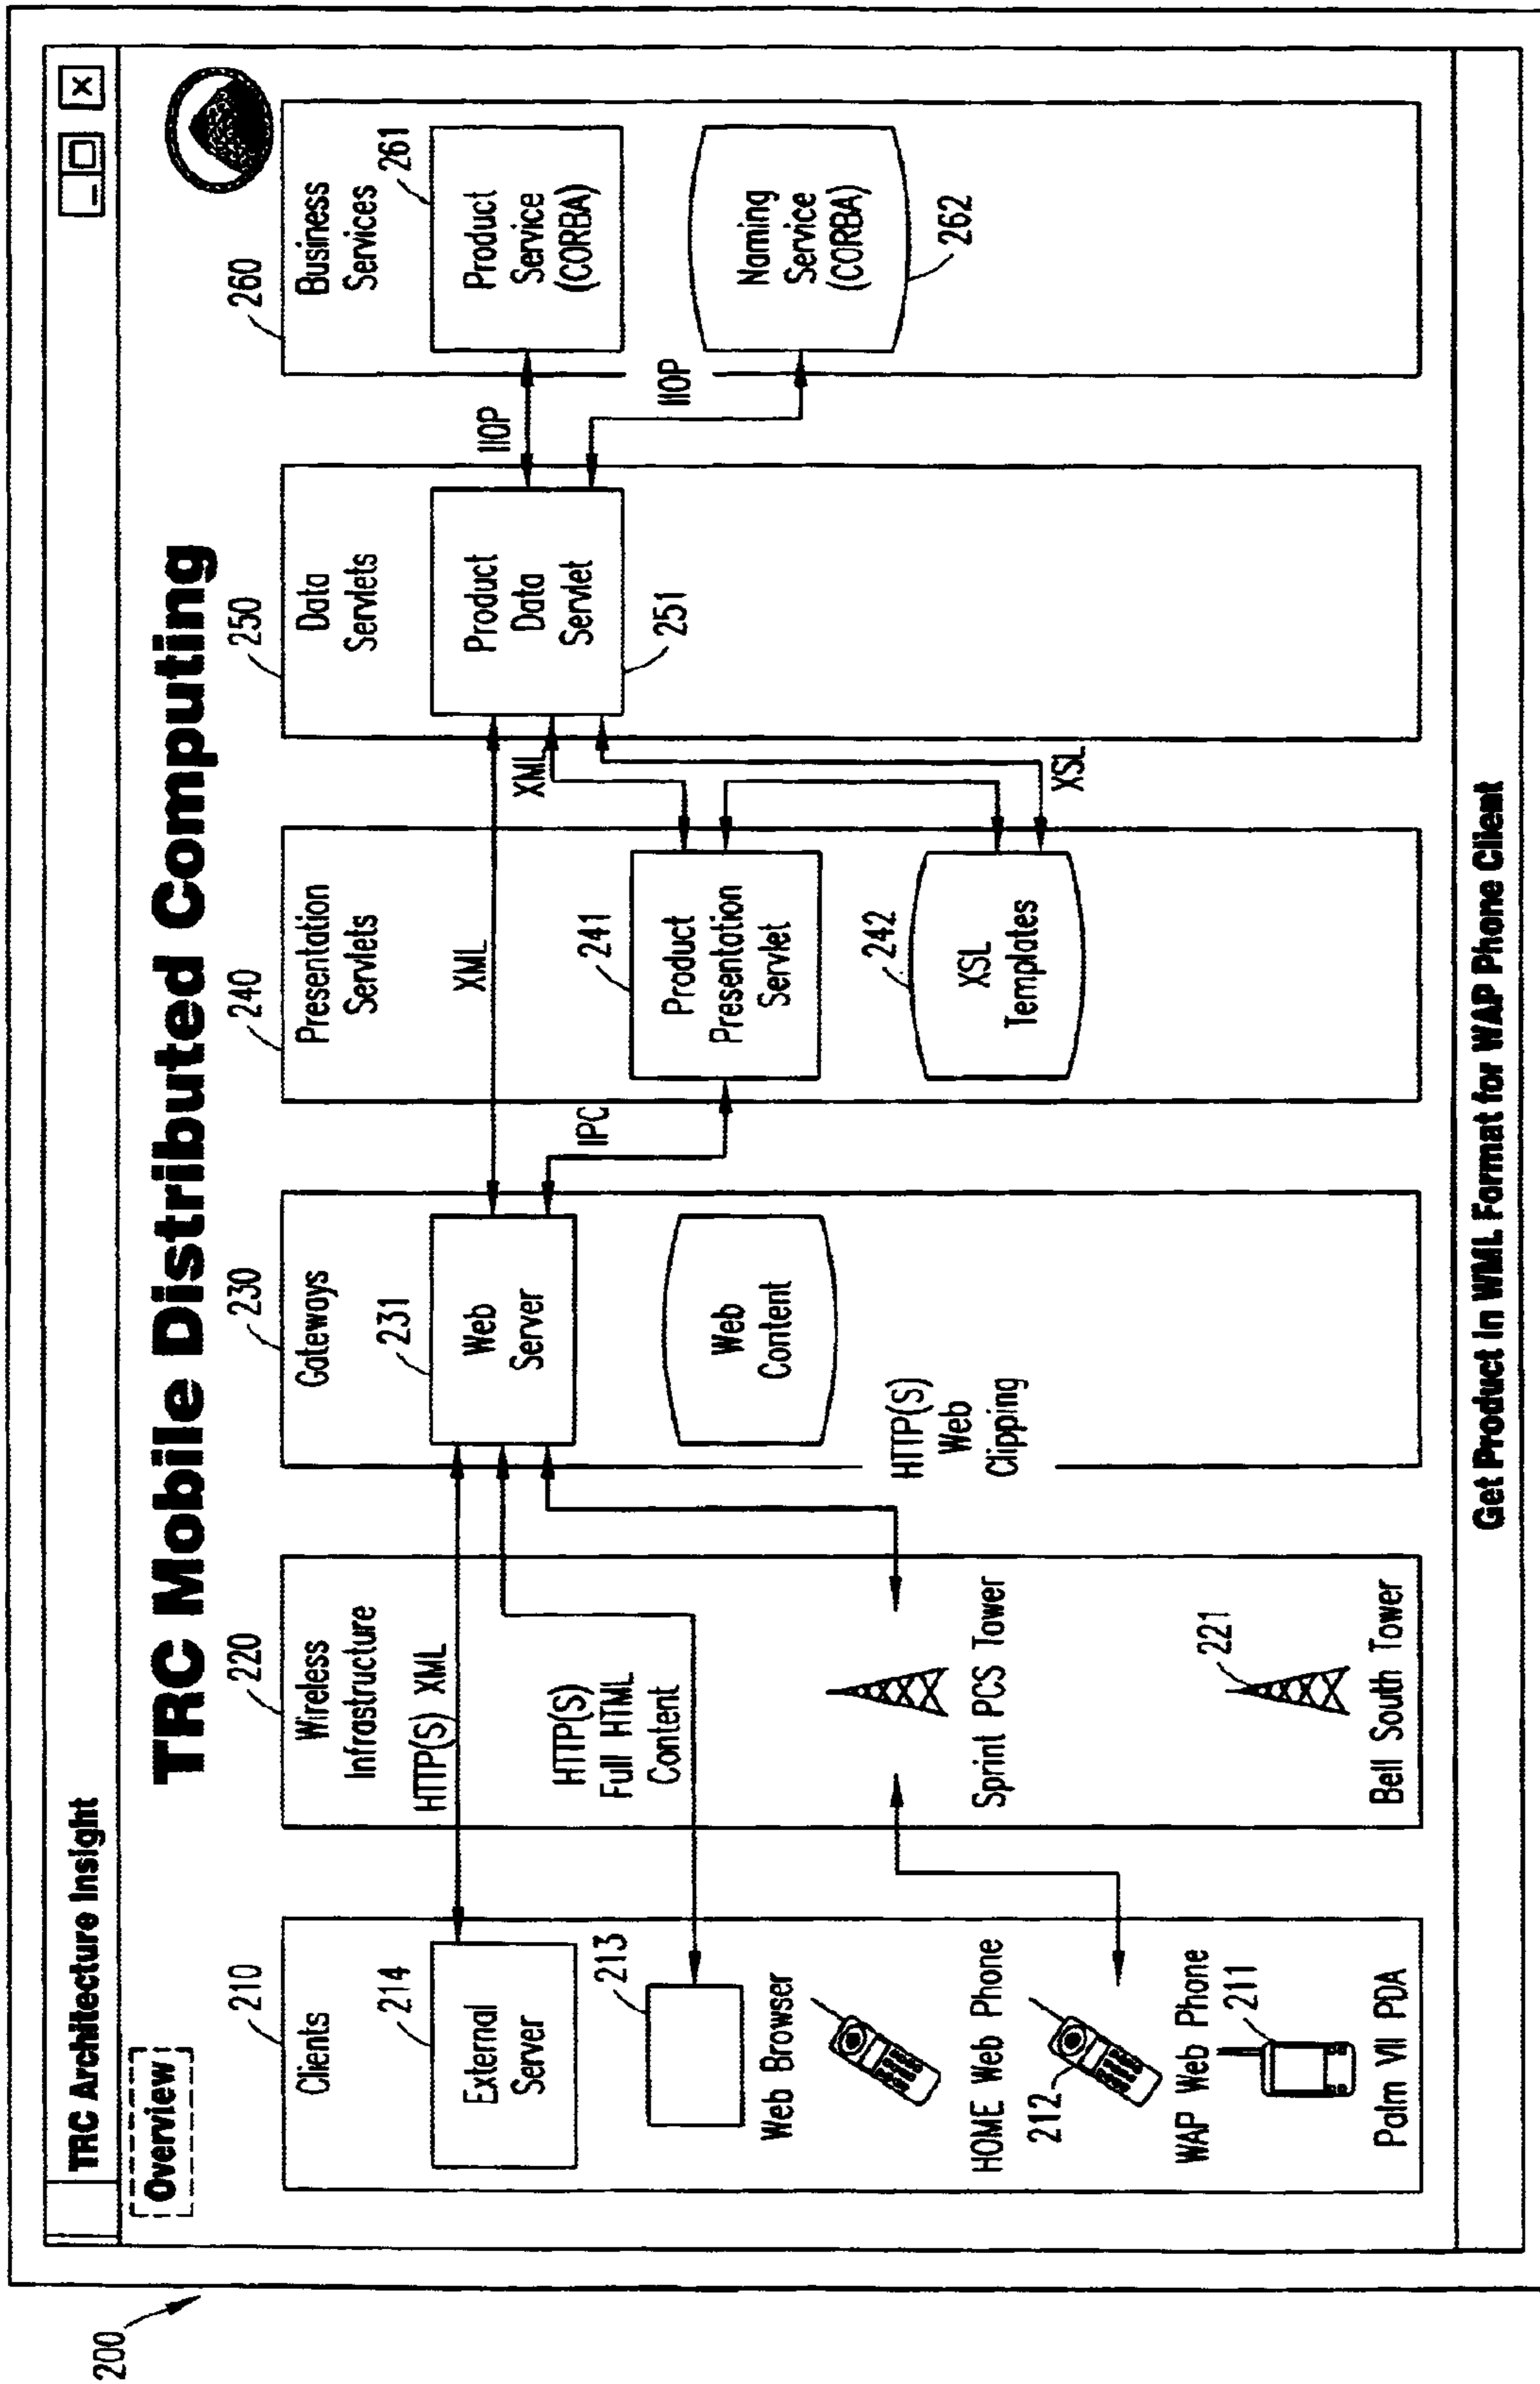 200
TRC Architecture Insight
_
X
Overview
TRC Mobile Distributed Computing
210
Clients
214
External
Server
213
Web Browser
HOME Web Phone
212
WAP Web Phone
211
Palm VII PDA
220
Wireless
Infrastructure
HTTP(S) XML
HTTP(S)
Full HTML
Content
Sprint PCS Tower
221
Bell South Tower
230
Gateways
231
Web
Server
Web
Content
HTTP(S)
Web
Clipping
240
Presentation
Servlets
XML
IPC
241
Product
Presentation
Servlet
242
XSL
Templates
250
Data
Servlets
Product
Data
Servlet
251
XML
XSL
260
Business
Services
IIOP
IIOP
261
Product
Service
(CORBA)
Naming
Service
(CORBA)
262
Get Product in WML Format for WAP Phone Client